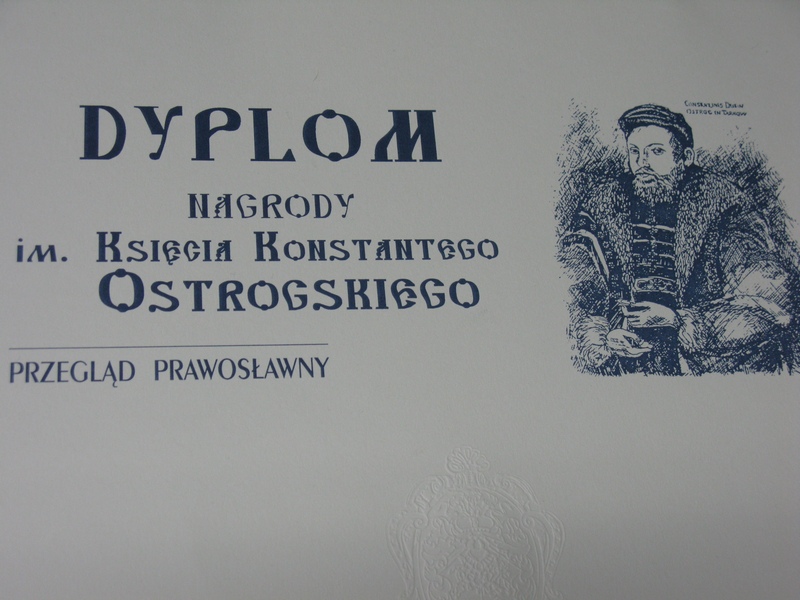 DYPLOM
NAGRODY
im. Księcia Konstantego
Ostrogskiego
PRZEGLĄD PRAWOSŁAWNY